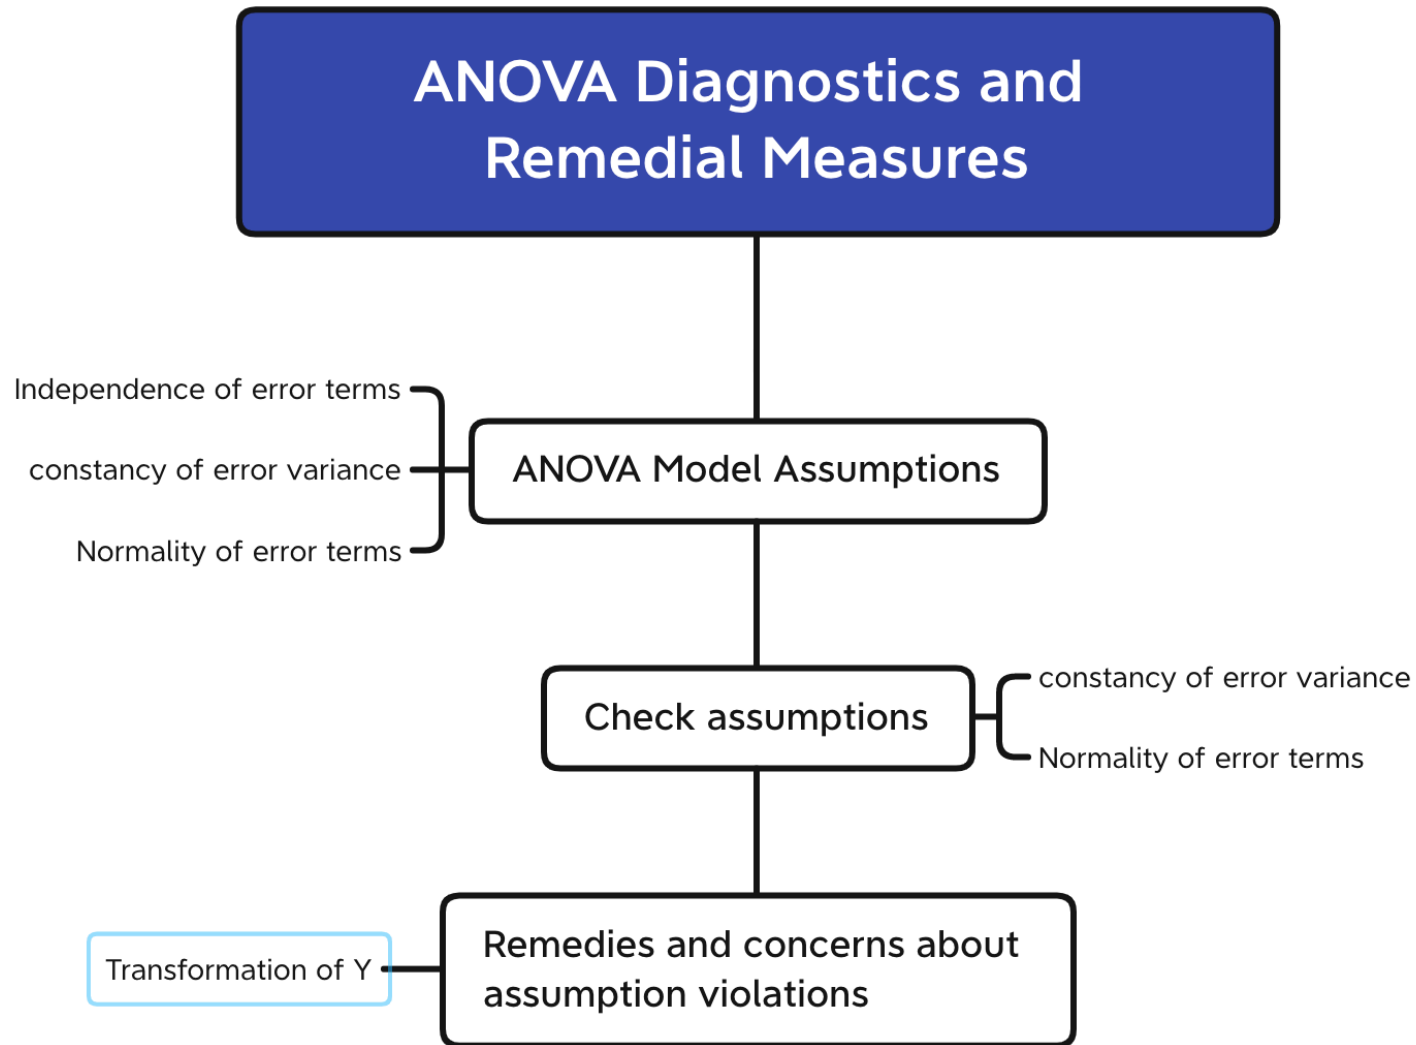 ANOVA Diagnostics and
Remedial Measures
Independence of error terms
constancy of error variance
Normality of error terms
ANOVA Model Assumptions
Check assumptions
constancy of error variance
Normality of error terms
Transformation of Y
Remedies and concerns about
assumption violations